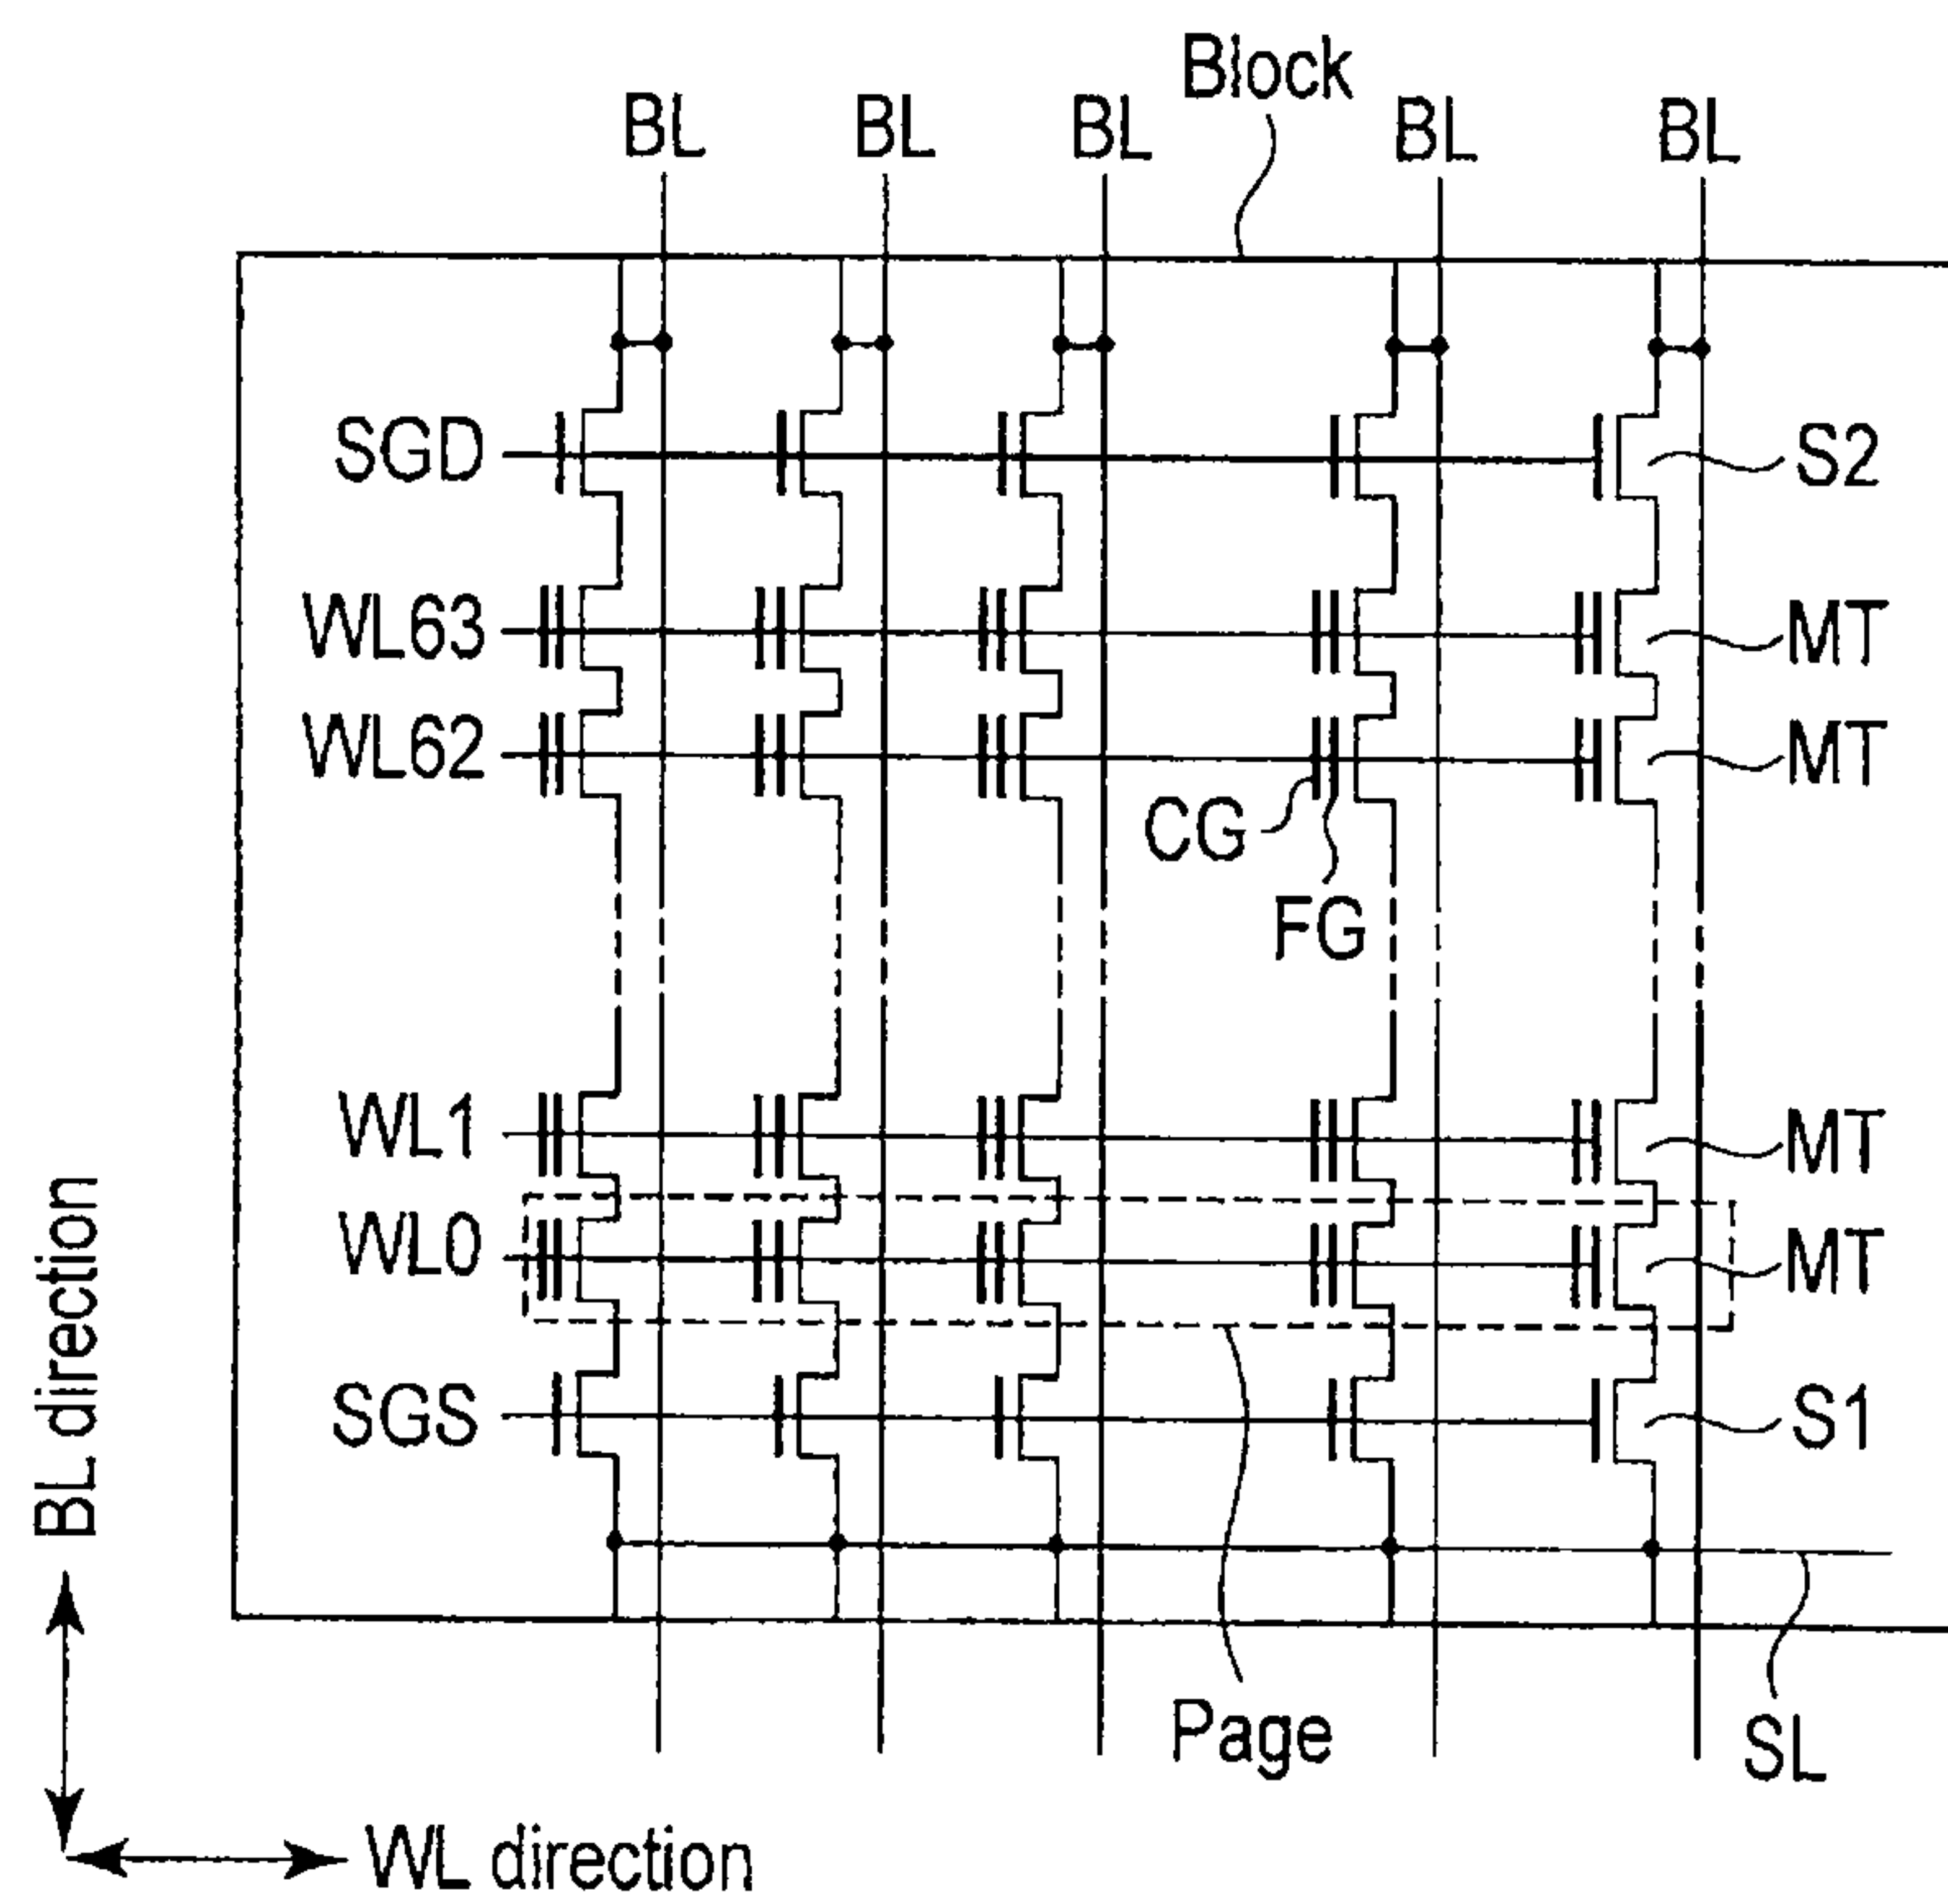 Block
BL BL BL BL BL
SGD S2
WL63 MT
WL62 MT
CG
FG
WL1 MT
WL0 MT
SGS S1
BL direction
Page SL
WL direction